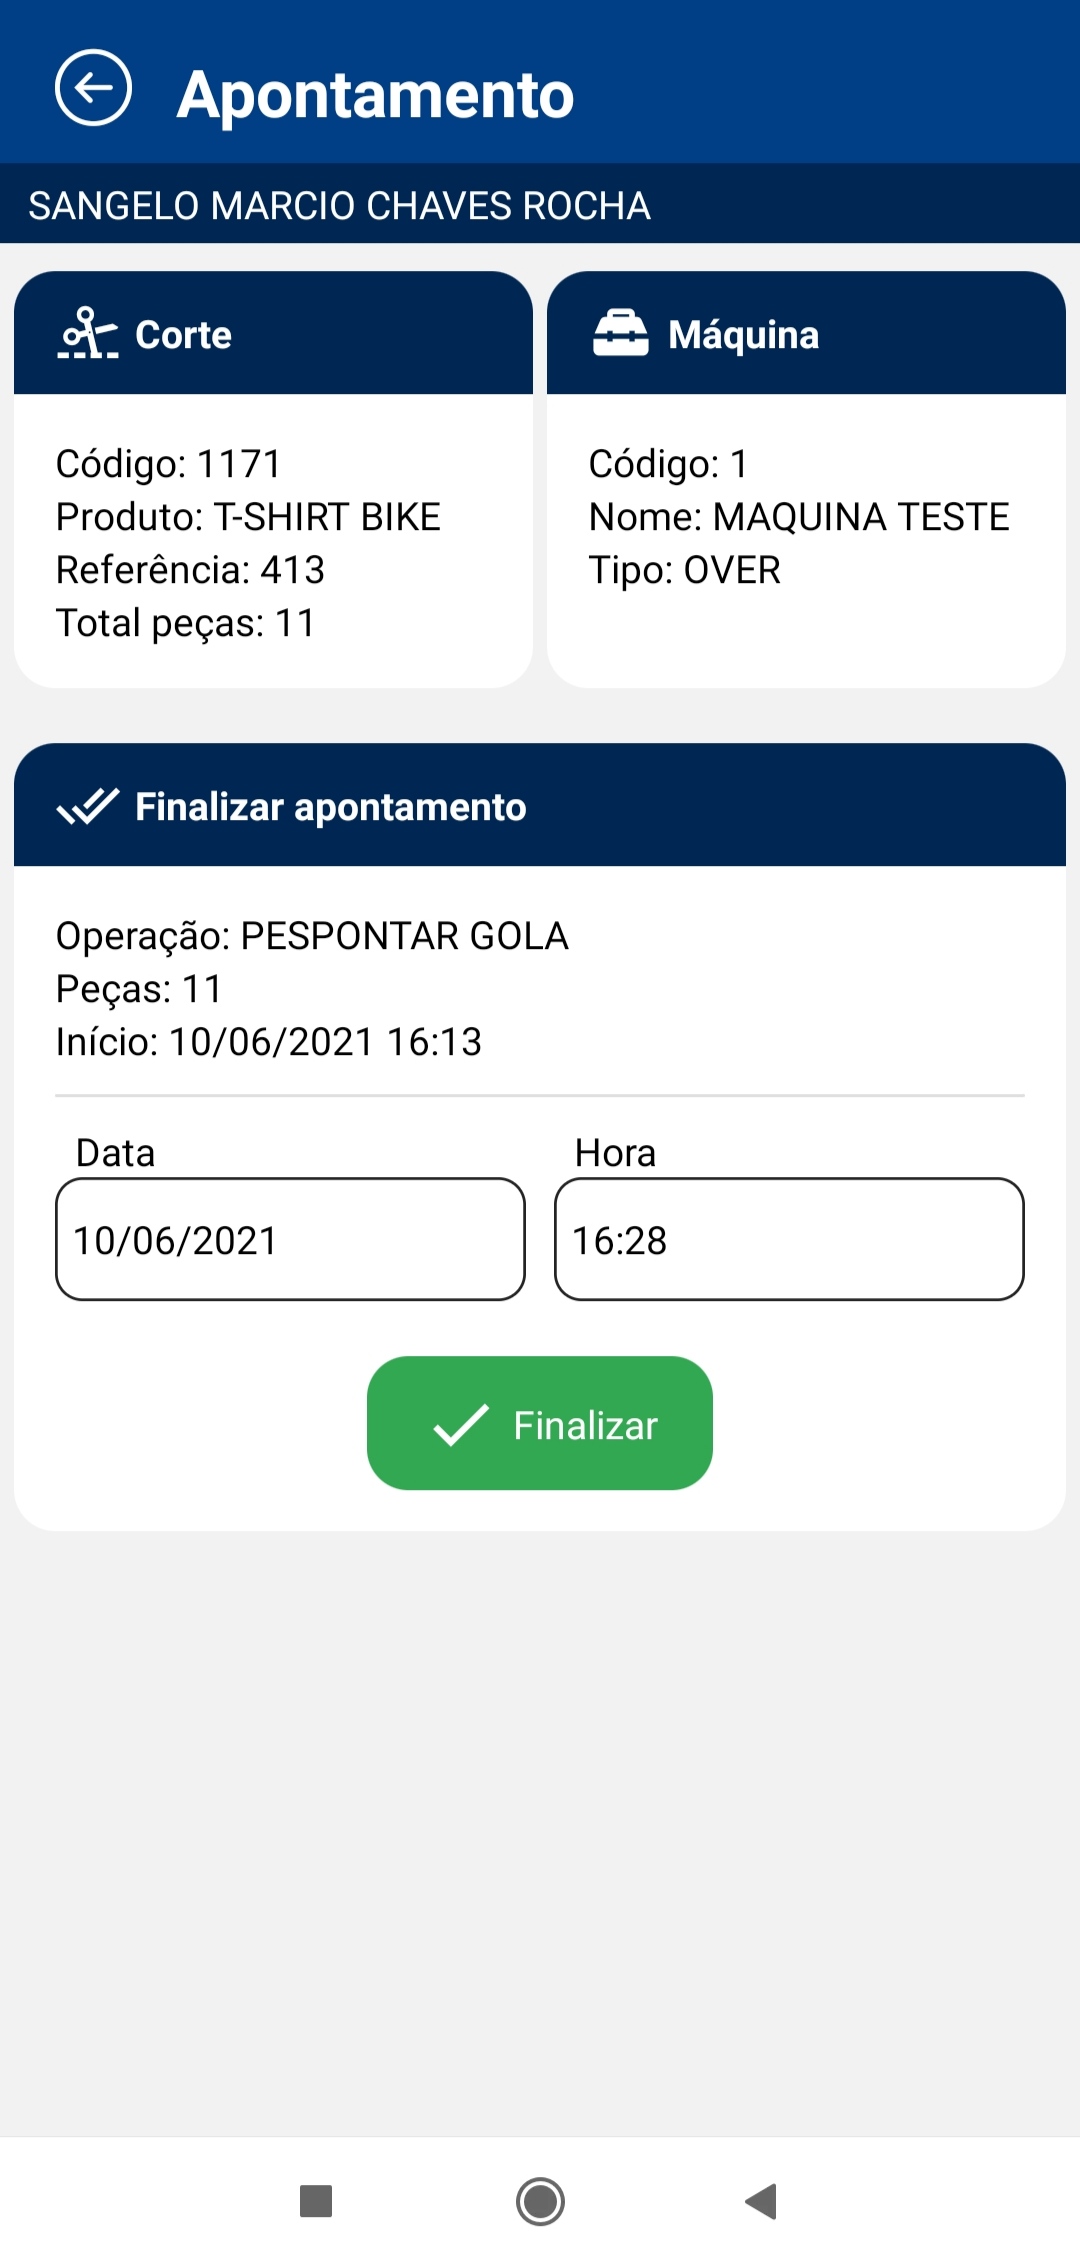 Apontamento
SANGELO MARCIO CHAVES ROCHA
Corte
Código: 1171
Produto: T-SHIRT BIKE
Referência: 413
Total peças: 11
Máquina
Código: 1
Nome: MAQUINA TESTE
Tipo: OVER
Finalizar apontamento
Operação: PESPONTAR GOLA
Peças: 11
Início: 10/06/2021 16:13
Data
10/06/2021
Hora
16:28
Finalizar